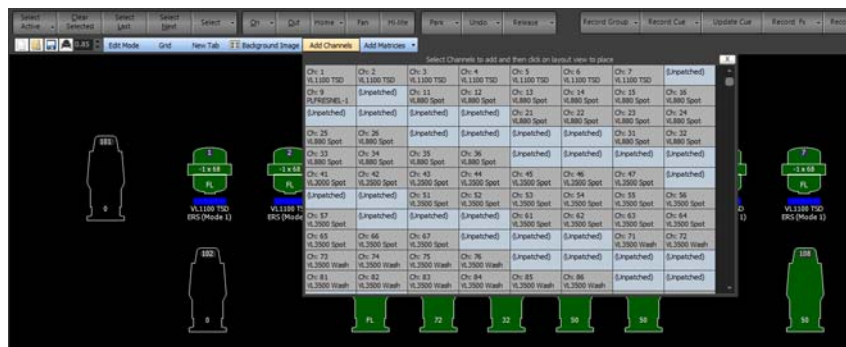 Select Active Clear Selected Select Last Select Next Select On Out Home Fan Hi-lite Park Undo Release Record Group Record Cue Update Cue Record Fx
0.85 Edit Mode Grid New Tab Background Image Add Channels Add Matricies
Select Channels to add and then click on layout view to place
Ch: 1 Ch: 2 Ch: 3 Ch: 4 Ch: 5 Ch: 6 Ch: 7 (Unpatched)
VL1100 TSD VL1100 TSD VL1100 TSD VL1100 TSD VL1100 TSD VL1100 TSD VL1100 TSD
Ch: 9 (Unpatched) Ch: 11 Ch: 12 Ch: 13 Ch: 14 Ch: 15 Ch: 16
PLFRESNEL-1 VL880 Spot VL880 Spot VL880 Spot VL880 Spot VL880 Spot VL880 Spot
(Unpatched) (Unpatched) (Unpatched) (Unpatched) Ch: 21 Ch: 22 Ch: 23 Ch: 24
VL880 Spot VL880 Spot VL880 Spot VL880 Spot
Ch: 25 Ch: 26 (Unpatched) (Unpatched) (Unpatched) (Unpatched) Ch: 31 Ch: 32
VL880 Spot VL880 Spot VL880 Spot VL880 Spot
Ch: 33 Ch: 34 Ch: 35 Ch: 36 (Unpatched) (Unpatched) (Unpatched) (Unpatched)
VL880 Spot VL880 Spot VL880 Spot VL880 Spot
Ch: 41 Ch: 42 Ch: 43 Ch: 44 Ch: 45 Ch: 46 Ch: 47 (Unpatched)
VL3000 Spot VL3500 Spot VL3500 Spot VL3500 Spot VL3500 Spot VL3500 Spot VL3500 Spot
(Unpatched) (Unpatched) Ch: 51 Ch: 52 Ch: 53 Ch: 54 Ch: 55 Ch: 56
VL3500 Spot VL3500 Spot VL3500 Spot VL3500 Spot VL3500 Spot VL3500 Spot
Ch: 57 (Unpatched) (Unpatched) (Unpatched) Ch: 61 Ch: 62 Ch: 63 Ch: 64
VL3500 Spot VL3500 Spot VL3500 Spot VL3500 Spot VL3500 Spot
Ch: 65 Ch: 66 Ch: 67 (Unpatched) (Unpatched) (Unpatched) Ch: 71 Ch: 72
VL3500 Spot VL3500 Spot VL3500 Spot VL3500 Wash VL3500 Wash
Ch: 73 Ch: 74 Ch: 75 Ch: 76 (Unpatched) (Unpatched) (Unpatched) (Unpatched)
VL3500 Wash VL3500 Wash VL3500 Wash VL3500 Wash
Ch: 81 Ch: 82 Ch: 83 Ch: 84 Ch: 85 Ch: 86 (Unpatched) (Unpatched)
VL3500 Wash VL3500 Wash VL3500 Wash VL3500 Wash VL3500 Wash VL3500 Wash
101 1 2 7
-1 x 68 -1 x 68 -1 x 68
FL FL FL
0 VL1100 TSD VL1100 TS VL1100 TSD
ERS (Mode 1) ERS (Mode ERS (Mode 1)
102 108
0 FL 72 32 50 50 50